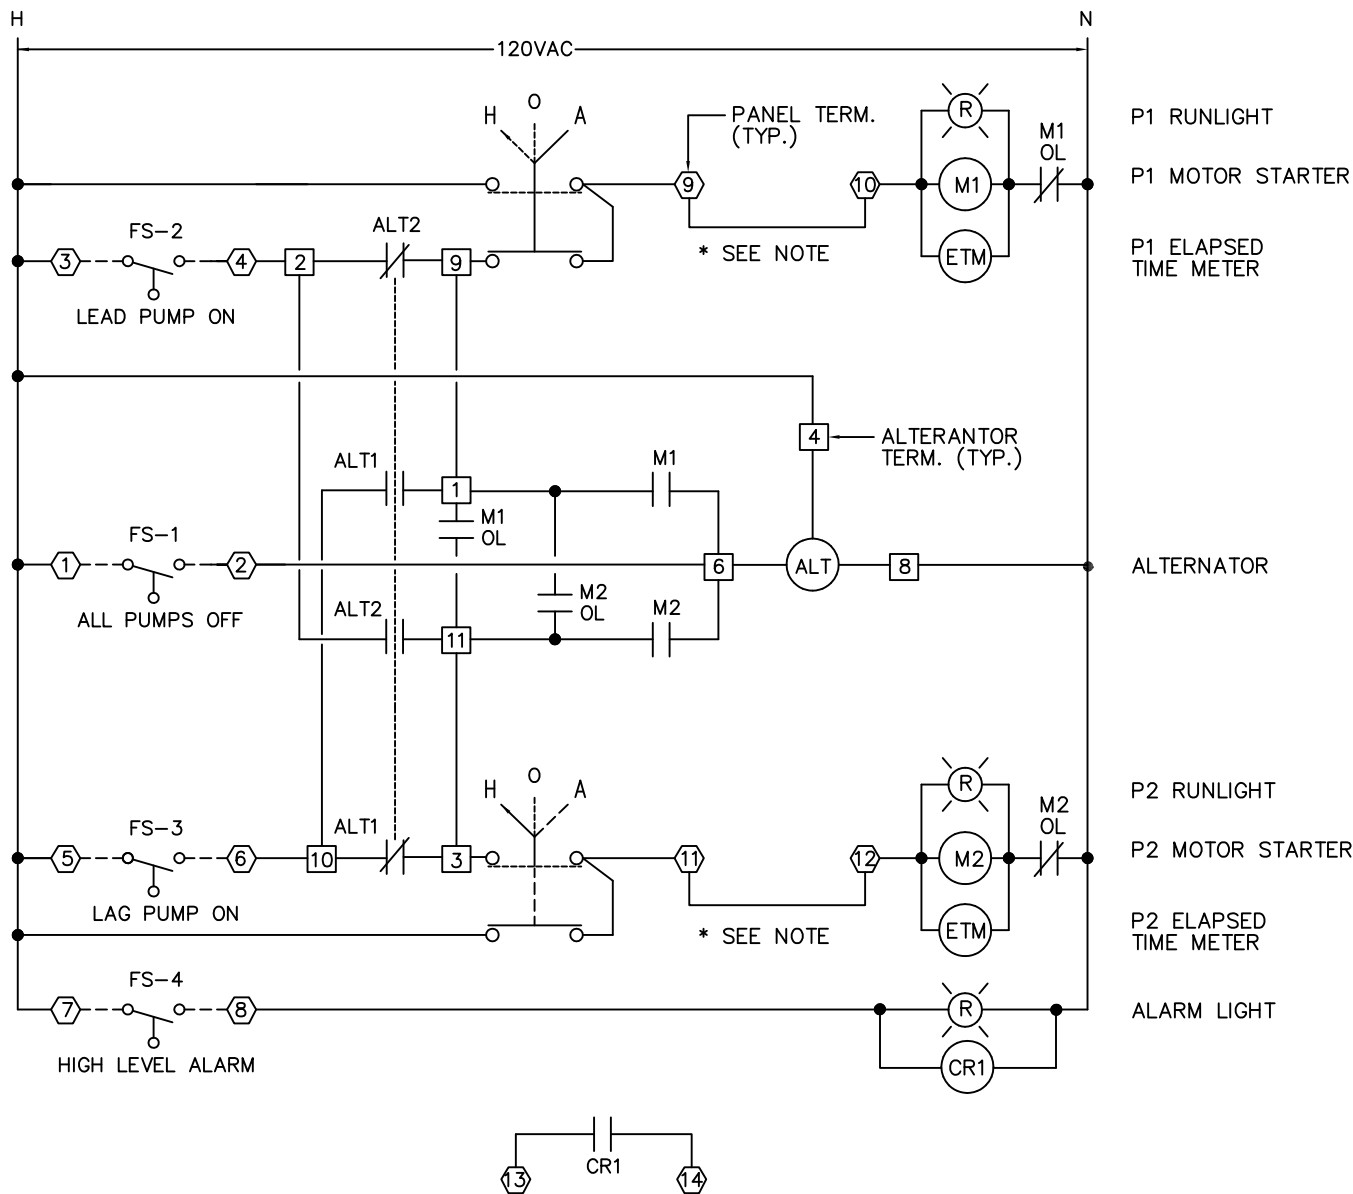 H N
120VAC
H O A
PANEL TERM.
(TYP.)
R
P1 RUNLIGHT
M1
OL
9 10 M1
P1 MOTOR STARTER
FS-2 ALT2
* SEE NOTE
3 4 2 9 ETM
P1 ELAPSED
TIME METER
LEAD PUMP ON
4
ALTERANTOR
TERM. (TYP.)
ALT1 1 M1
M1
OL
FS-1
1 2 6 ALT 8
ALTERNATOR
ALL PUMPS OFF
M2
OL
ALT2 11 M2
H O A
R
P2 RUNLIGHT
M2
OL
FS-3 ALT1
5 6 10 3 11 12 M2
P2 MOTOR STARTER
LAG PUMP ON
* SEE NOTE
ETM
P2 ELAPSED
TIME METER
FS-4
7 8 R
ALARM LIGHT
HIGH LEVEL ALARM
CR1
CR1
13 14